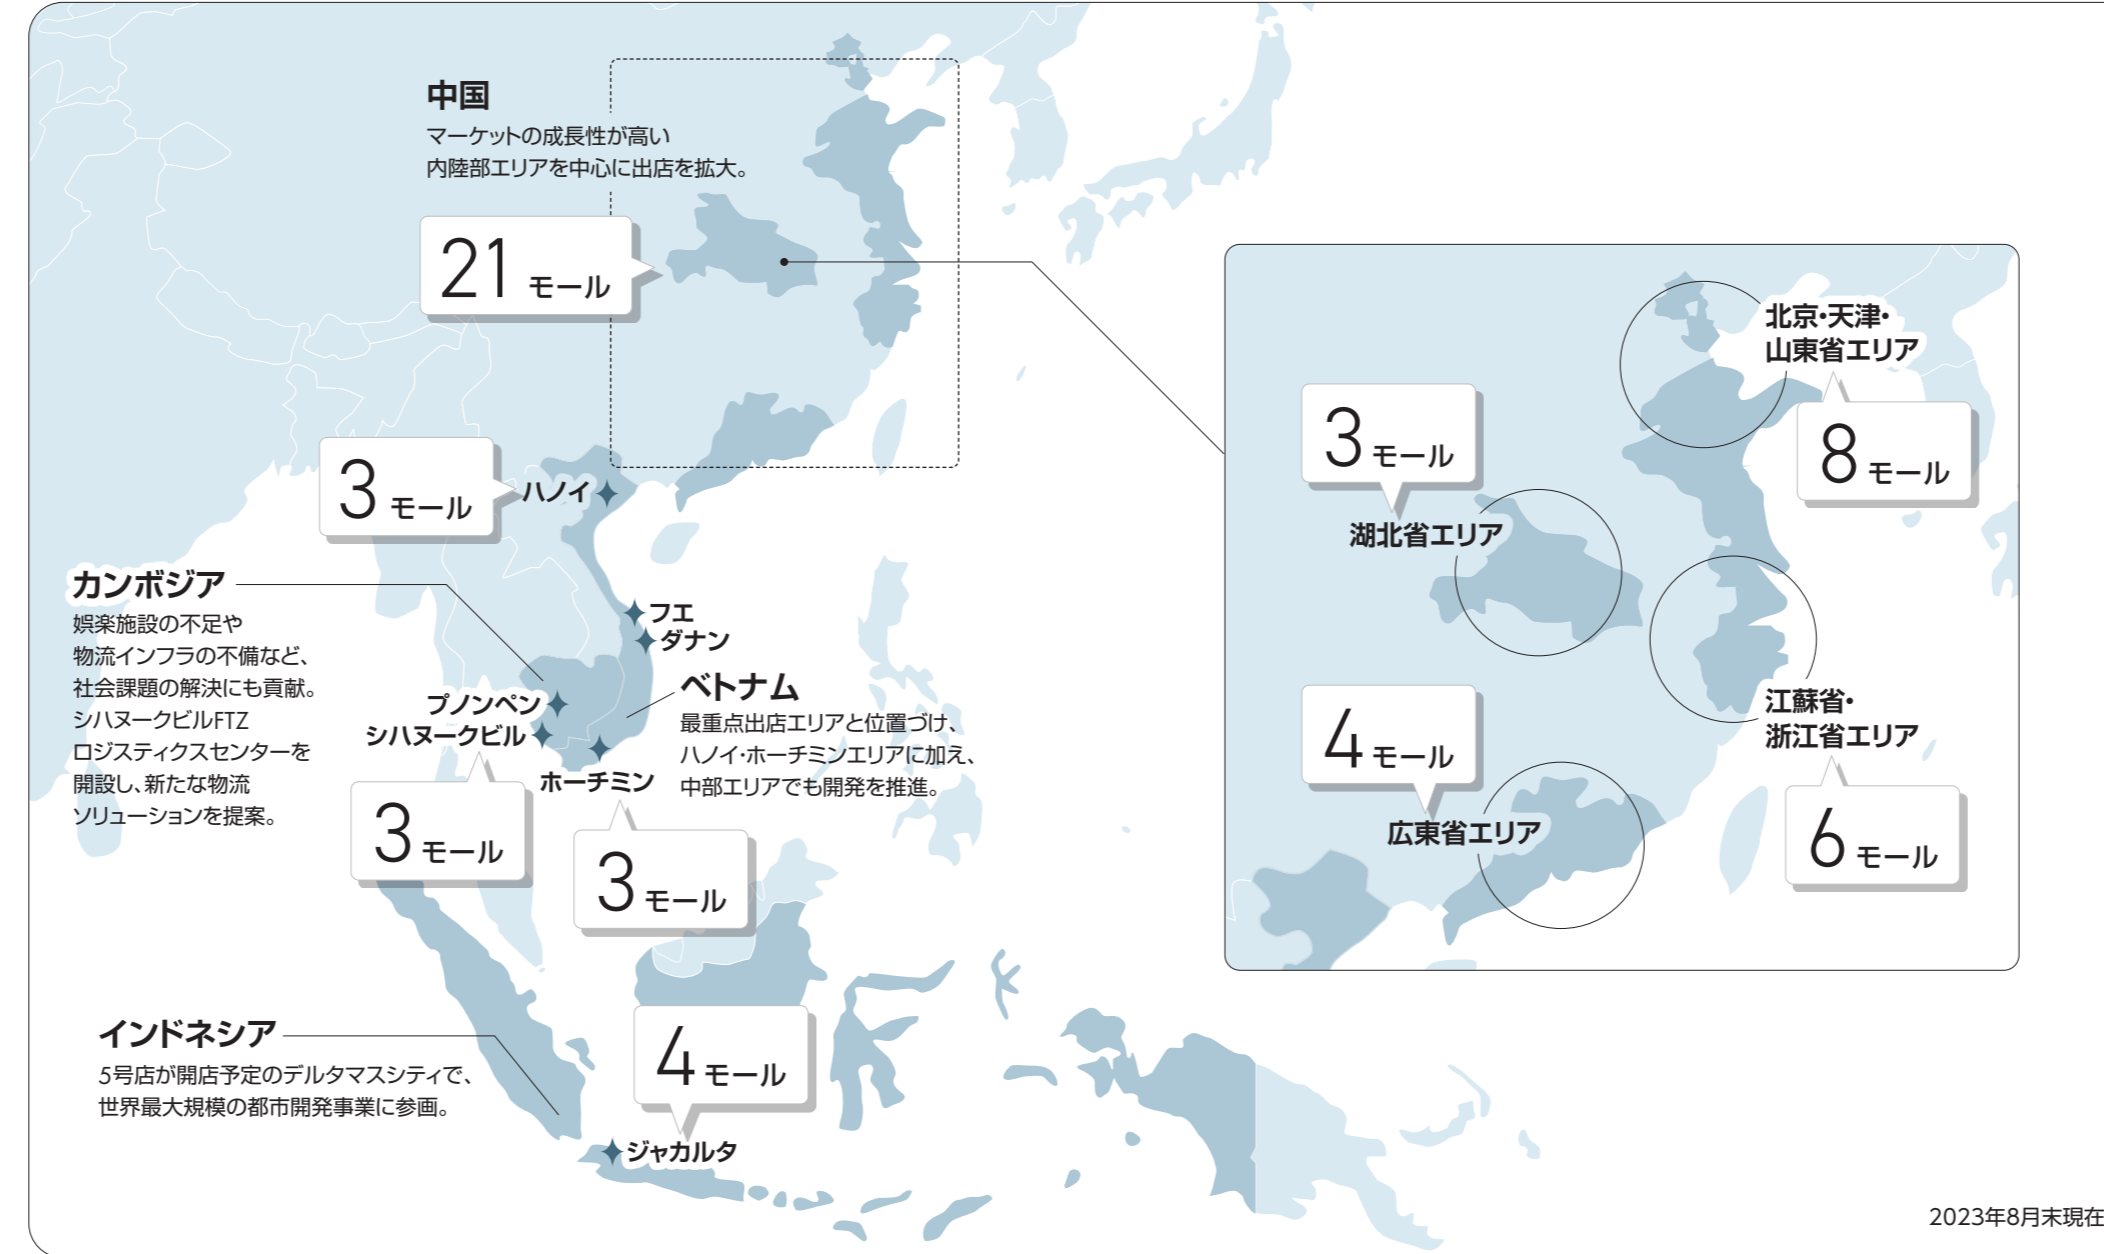 中国
マーケットの成長性が高い
内陸部エリアを中心に出店を拡大。
21 モール
3 モール
ハノイ
カンボジア
娯楽施設の不足や
物流インフラの不備など、
社会課題の解決にも貢献。
シハヌークビルFTZ
ロジスティクスセンターを
開設し、新たな物流
ソリューションを提案。
フエ
ダナン
プノンペン
シハヌークビル
3 モール
ベトナム
最重点出店エリアと位置づけ、
ハノイ・ホーチミンエリアに加え、
中部エリアでも開発を推進。
ホーチミン
3 モール
インドネシア
5号店が開店予定のデルタマスシティで、
世界最大規模の都市開発事業に参画。
4 モール
ジャカルタ
北京・天津・
山東省エリア
8 モール
3 モール
湖北省エリア
江蘇省・
浙江省エリア
6 モール
4 モール
広東省エリア
2023年8月末現在